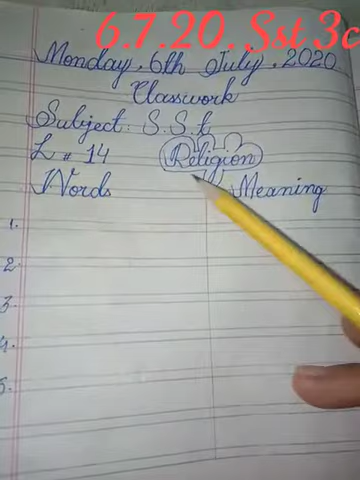 6.7.20.Sst 3c
Monday, 6th July, 2020
Classwork
Subject: S.S.t
L # 14 Religion
Words Meaning
1.
2.
3.
4.
5.